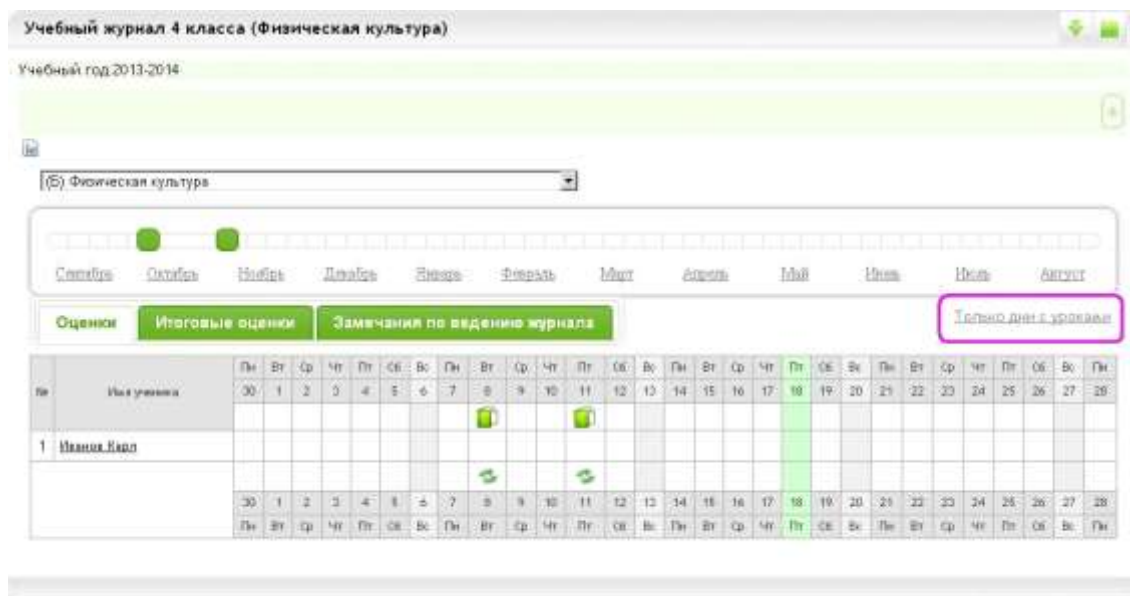 Учебный журнал 4 класса (Физическая культура)
Учебный год 2013-2014
(Б) Физическая культура
Сентябрь Октябрь Ноябрь Декабрь Январь Февраль Март Апрель Май Июнь Июль Август
Оценки Итоговые оценки Замечания по ведению журнала Только дни с уроками
Пн Вт Ср Чт Пт Сб Вс Пн Вт Ср Чт Пт Сб Вс Пн Вт Ср Чт Пт Сб Вс Пн Вт Ср Чт Пт Сб Вс Пн
№ Имя ученика 30 1 2 3 4 5 6 7 8 9 10 11 12 13 14 15 16 17 18 19 20 21 22 23 24 25 26 27 28
1 Иванов Карл
30 1 2 3 4 5 6 7 8 9 10 11 12 13 14 15 16 17 18 19 20 21 22 23 24 25 26 27 28
Пн Вт Ср Чт Пт Сб Вс Пн Вт Ср Чт Пт Сб Вс Пн Вт Ср Чт Пт Сб Вс Пн Вт Ср Чт Пт Сб Вс Пн